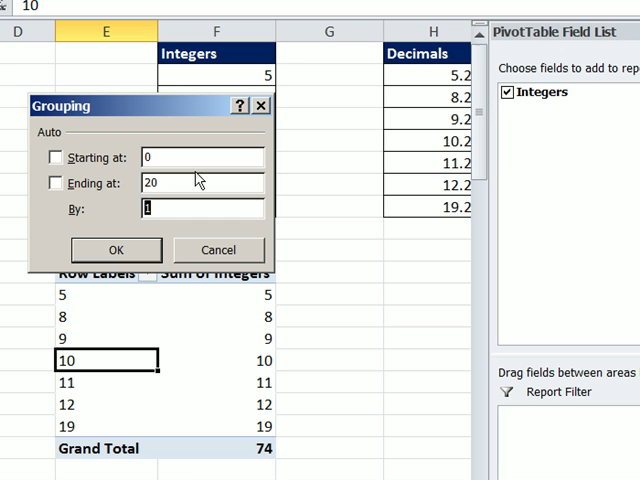 10
D E F G H
PivotTable Field List
Integers
Decimals
Choose fields to add to repo
5
5.2
Integers
8.2
9.2
10.2
11.2
12.2
19.2
Grouping
Auto
Starting at: 0
Ending at: 20
By: 1
OK Cancel
Row Labels Sum of Integers
5 5
8 8
9 9
10 10
11 11
12 12
19 19
Grand Total 74
Drag fields between areas
Report Filter